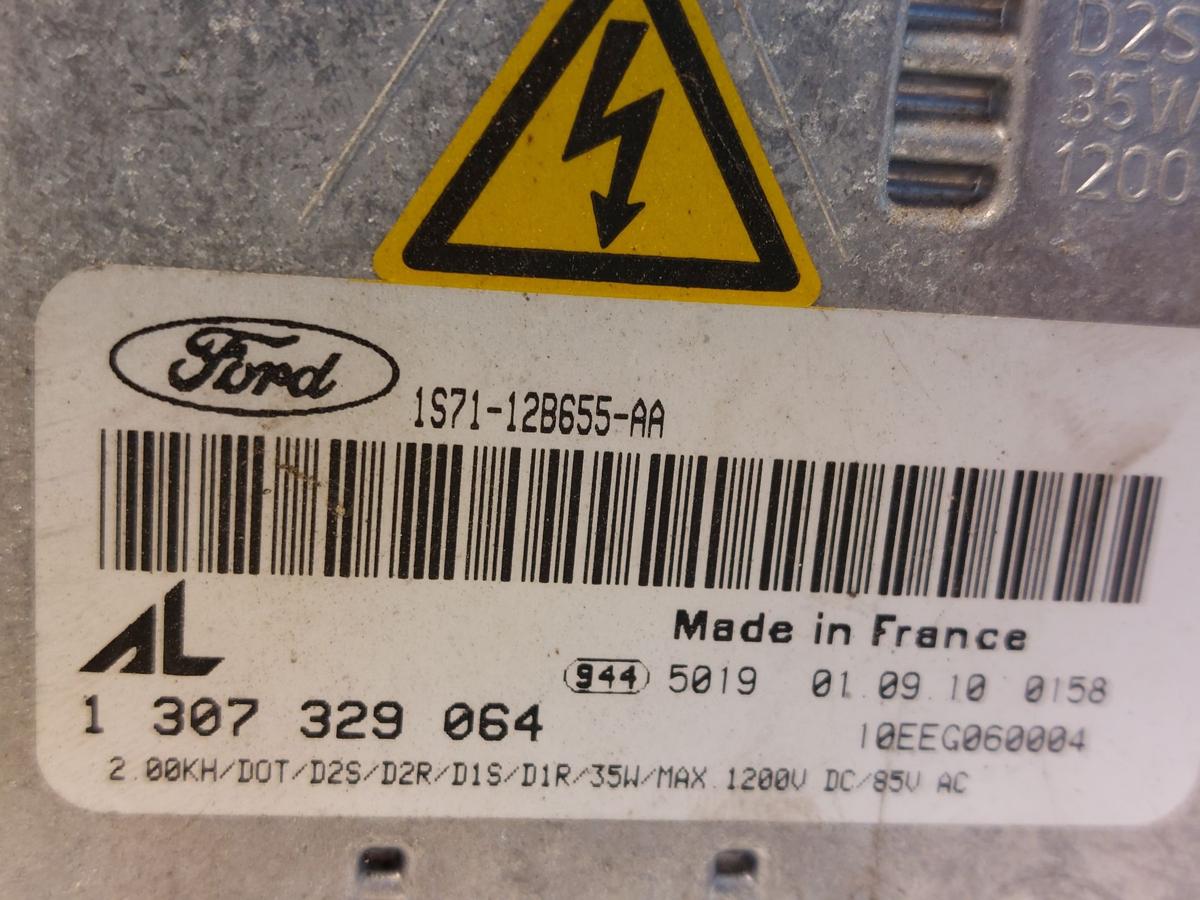 D2S
35W
1200
Ford
1S71-12B655-AA
Made in France
AL
944 5019 01.09.10 0158
1 307 329 064
10EEG060004
2.00KH/DOT/D2S/D2R/D1S/D1R/35W/MAX.1200V DC/85V AC